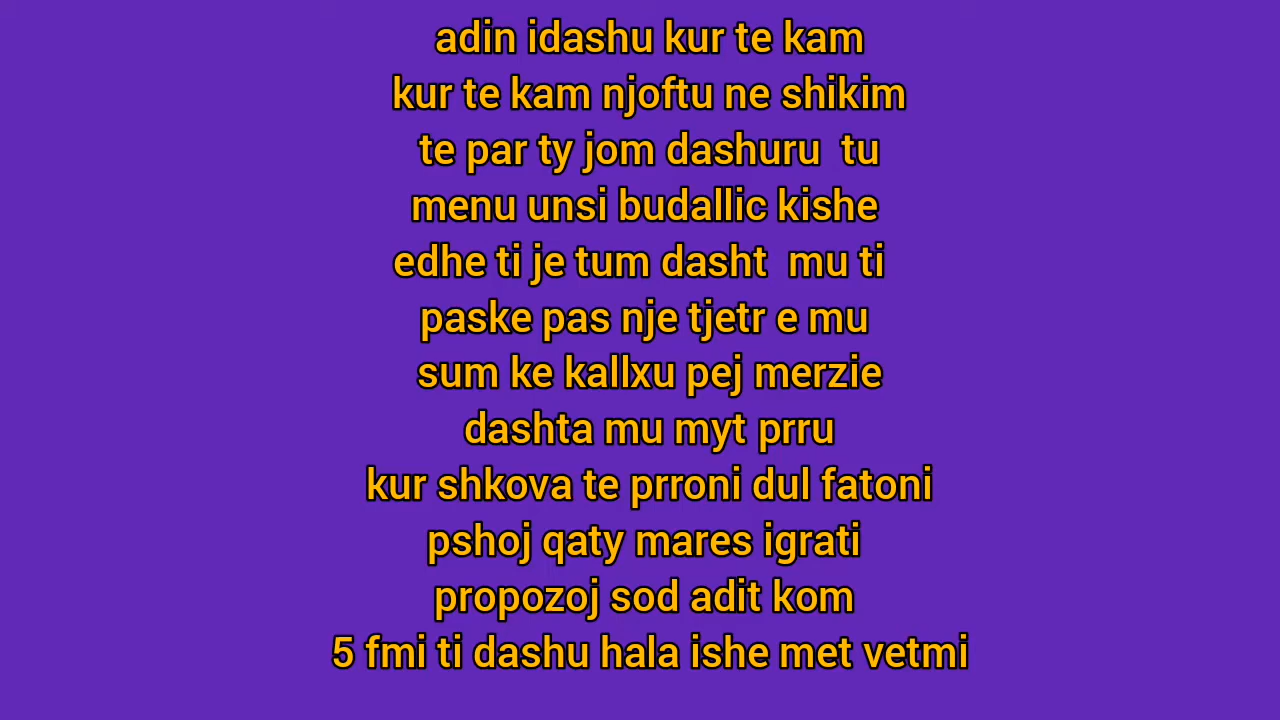 adin idashu kur te kam
kur te kam njoftu ne shikim
te par ty jom dashuru  tu
menu unsi budallic kishe
edhe ti je tum dasht  mu ti
paske pas nje tjetr e mu
sum ke kallxu pej merzie
dashta mu myt prru
kur shkova te prroni dul fatoni
pshoj qaty mares igrati
propozoj sod adit kom
5 fmi ti dashu hala ishe met vetmi